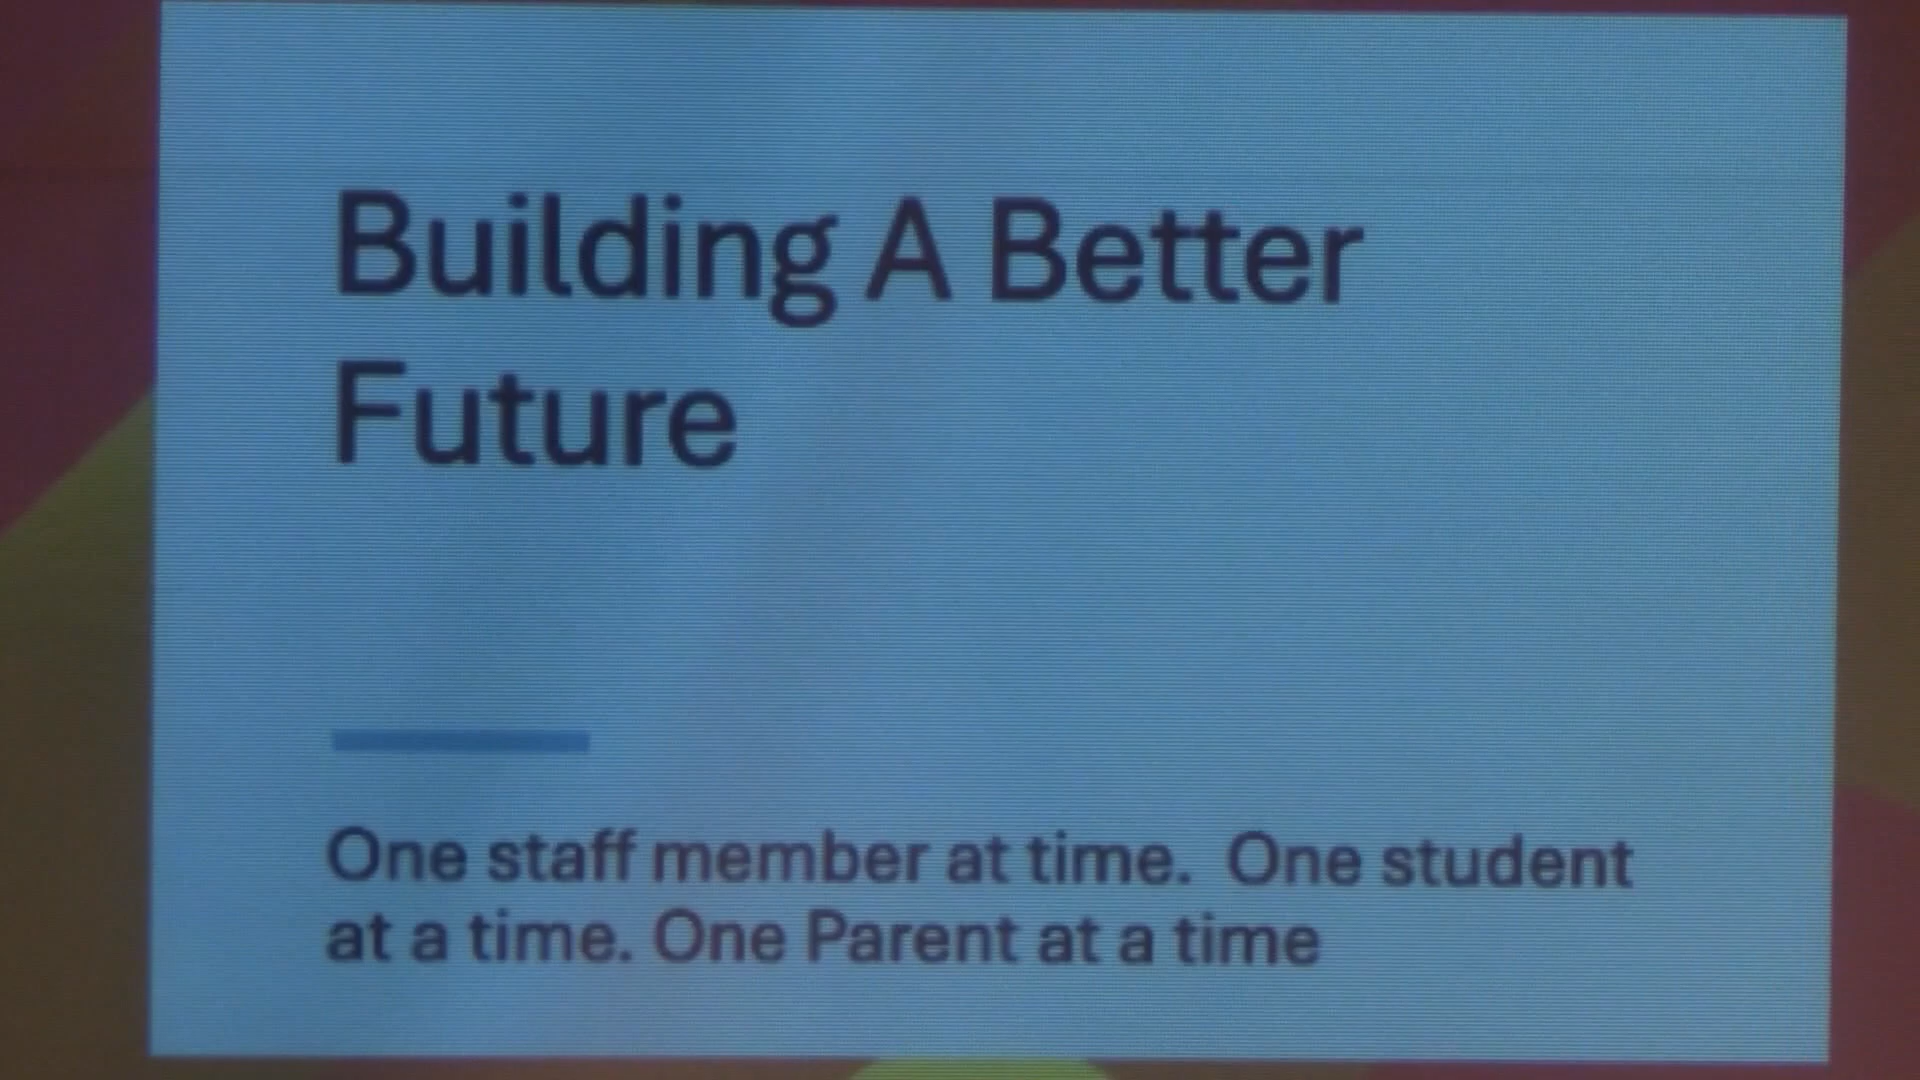 Building A Better
Future
One staff member at time.  One student
at a time. One Parent at a time